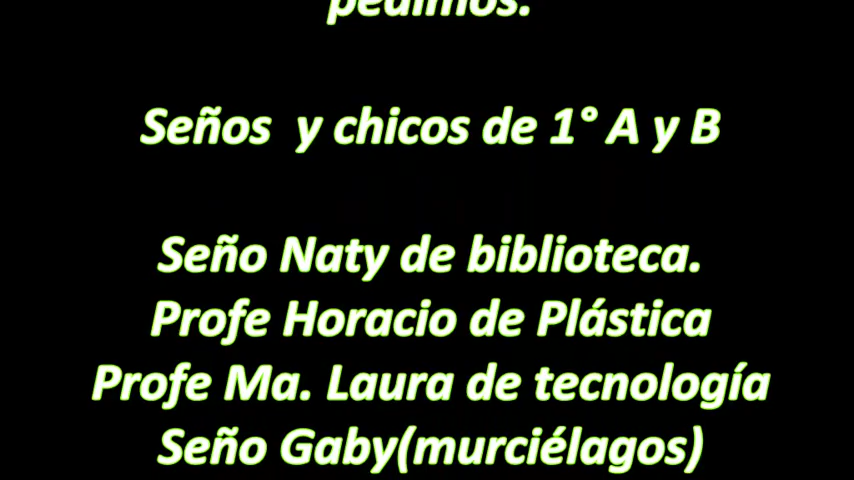 pedimos.
Seños y chicos de 1° A y B
Seño Naty de biblioteca.
Profe Horacio de Plástica
Profe Ma. Laura de tecnología
Seño Gaby(murciélagos)